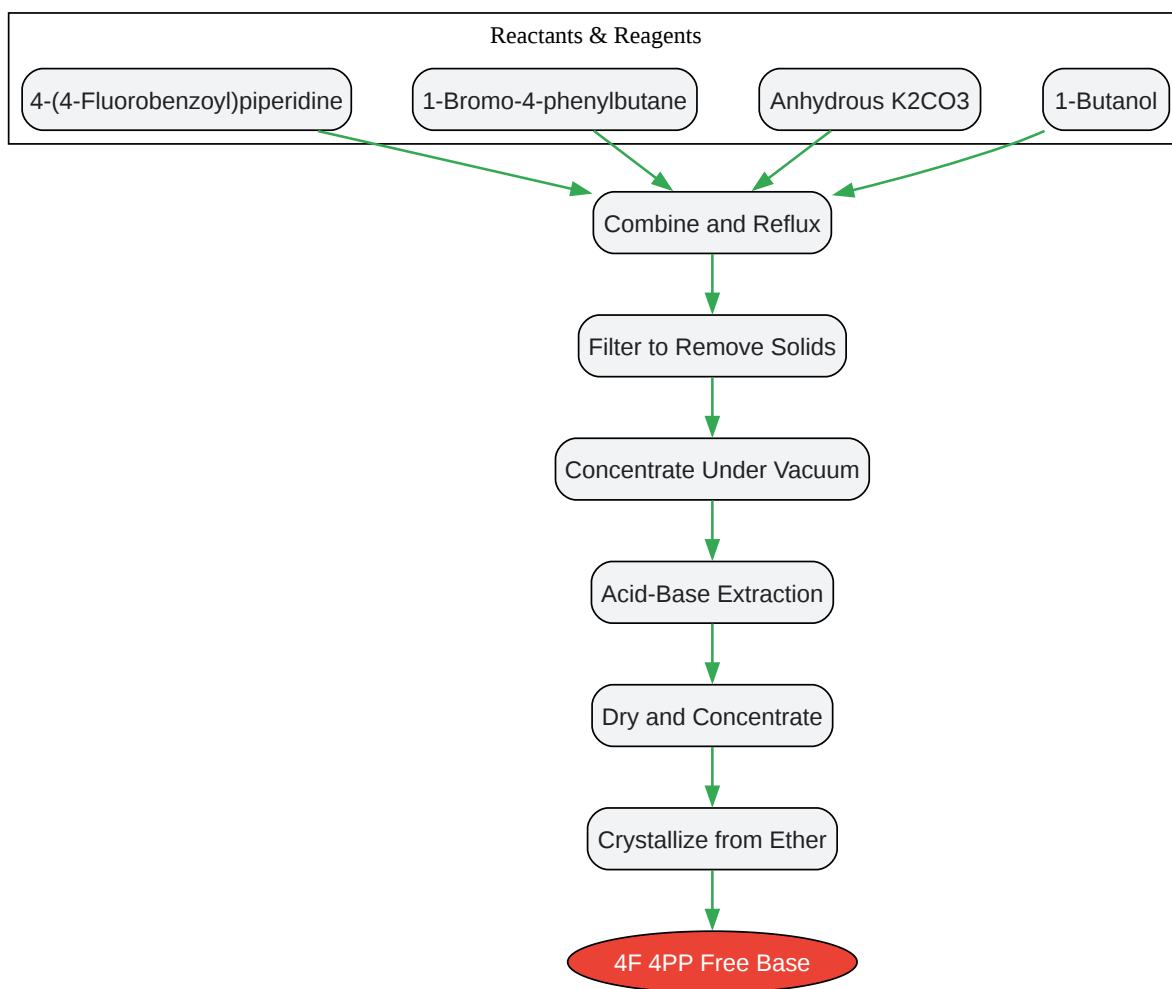 Reactants & Reagents
4-(4-Fluorobenzoyl)piperidine
1-Bromo-4-phenylbutane
Anhydrous K2CO3
1-Butanol
Combine and Reflux
Filter to Remove Solids
Concentrate Under Vacuum
Acid-Base Extraction
Dry and Concentrate
Crystallize from Ether
4F 4PP Free Base